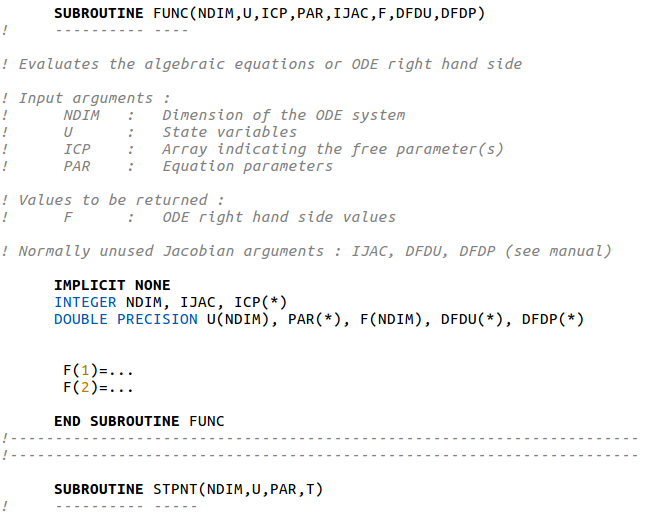 SUBROUTINE FUNC(NDIM,U,ICP,PAR,IJAC,F,DFDU,DFDP)
!     ---------- ----

! Evaluates the algebraic equations or ODE right hand side

! Input arguments :
!      NDIM   :   Dimension of the ODE system
!      U      :   State variables
!      ICP    :   Array indicating the free parameter(s)
!      PAR    :   Equation parameters

! Values to be returned :
!      F      :   ODE right hand side values

! Normally unused Jacobian arguments : IJAC, DFDU, DFDP (see manual)

      IMPLICIT NONE
      INTEGER NDIM, IJAC, ICP(*)
      DOUBLE PRECISION U(NDIM), PAR(*), F(NDIM), DFDU(*), DFDP(*)


       F(1)=...
       F(2)=...

      END SUBROUTINE FUNC
!----------------------------------------------------------------------
!----------------------------------------------------------------------

      SUBROUTINE STPNT(NDIM,U,PAR,T)
!     ---------- -----